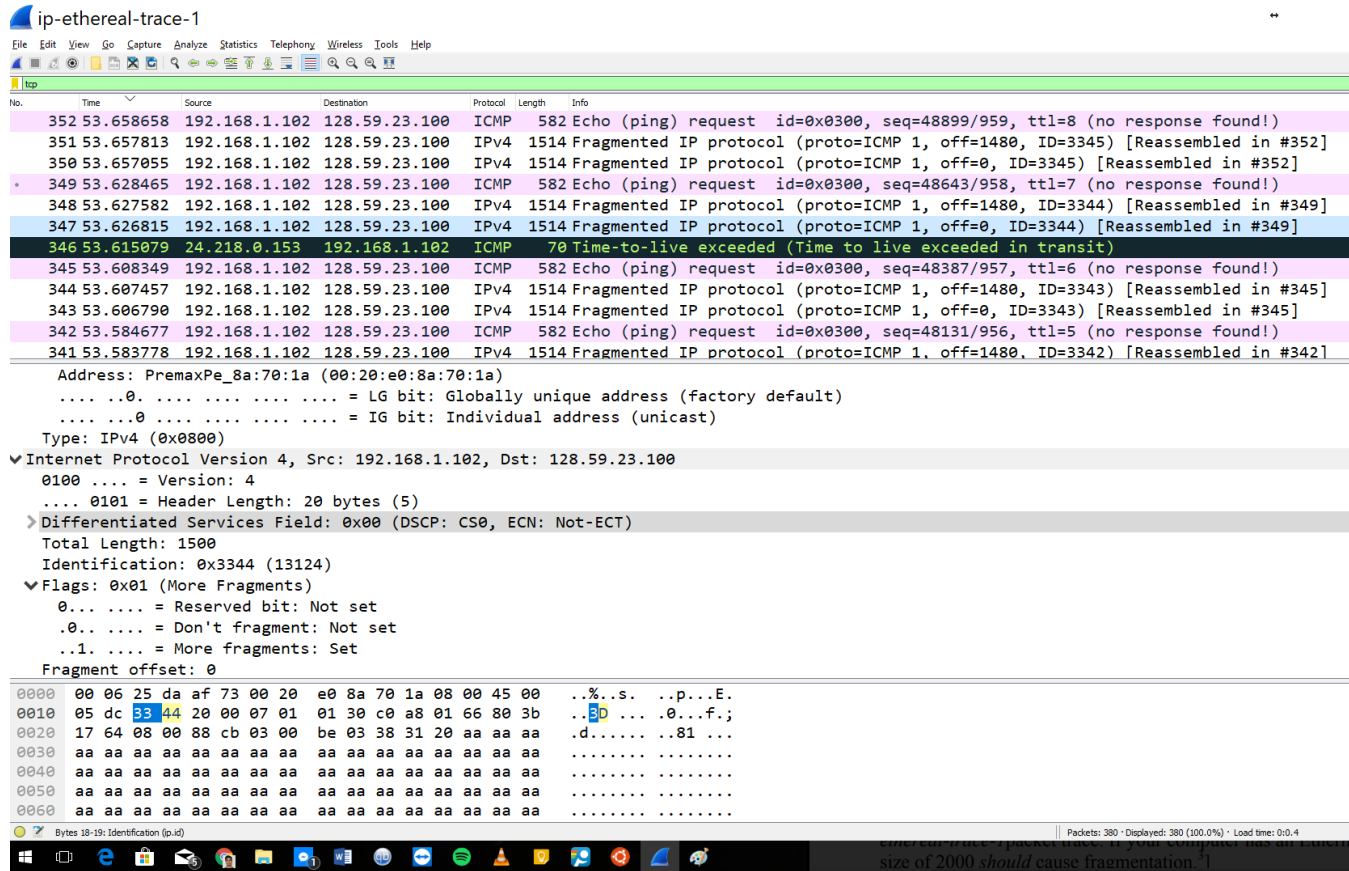 ip-ethereal-trace-1
File Edit View Go Capture Analyze Statistics Telephony Wireless Tools Help
tcp
No. Time Source Destination Protocol Length Info
352 53.658658 192.168.1.102 128.59.23.100 ICMP 582 Echo (ping) request id=0x0300, seq=48899/959, ttl=8 (no response found!)
351 53.657813 192.168.1.102 128.59.23.100 IPv4 1514 Fragmented IP protocol (proto=ICMP 1, off=1480, ID=3345) [Reassembled in #352]
350 53.657055 192.168.1.102 128.59.23.100 IPv4 1514 Fragmented IP protocol (proto=ICMP 1, off=0, ID=3345) [Reassembled in #352]
349 53.628465 192.168.1.102 128.59.23.100 ICMP 582 Echo (ping) request id=0x0300, seq=48643/958, ttl=7 (no response found!)
348 53.627582 192.168.1.102 128.59.23.100 IPv4 1514 Fragmented IP protocol (proto=ICMP 1, off=1480, ID=3344) [Reassembled in #349]
347 53.626815 192.168.1.102 128.59.23.100 IPv4 1514 Fragmented IP protocol (proto=ICMP 1, off=0, ID=3344) [Reassembled in #349]
346 53.615079 24.218.0.153 192.168.1.102 ICMP 70 Time-to-live exceeded (Time to live exceeded in transit)
345 53.608349 192.168.1.102 128.59.23.100 ICMP 582 Echo (ping) request id=0x0300, seq=48387/957, ttl=6 (no response found!)
344 53.607457 192.168.1.102 128.59.23.100 IPv4 1514 Fragmented IP protocol (proto=ICMP 1, off=1480, ID=3343) [Reassembled in #345]
343 53.606790 192.168.1.102 128.59.23.100 IPv4 1514 Fragmented IP protocol (proto=ICMP 1, off=0, ID=3343) [Reassembled in #345]
342 53.584677 192.168.1.102 128.59.23.100 ICMP 582 Echo (ping) request id=0x0300, seq=48131/956, ttl=5 (no response found!)
341 53.583778 192.168.1.102 128.59.23.100 IPv4 1514 Fragmented IP protocol (proto=ICMP 1, off=1480, ID=3342) [Reassembled in #342]
Address: PremaxPe_8a:70:1a (00:20:e0:8a:70:1a)
.... ..0. .... .... .... .... = LG bit: Globally unique address (factory default)
.... ...0 .... .... .... .... = IG bit: Individual address (unicast)
Type: IPv4 (0x0800)
Internet Protocol Version 4, Src: 192.168.1.102, Dst: 128.59.23.100
0100 .... = Version: 4
.... 0101 = Header Length: 20 bytes (5)
Differentiated Services Field: 0x00 (DSCP: CS0, ECN: Not-ECT)
Total Length: 1500
Identification: 0x3344 (13124)
Flags: 0x01 (More Fragments)
0... .... = Reserved bit: Not set
.0.. .... = Don't fragment: Not set
..1. .... = More fragments: Set
Fragment offset: 0
0000 00 06 25 da af 73 00 20 e0 8a 70 1a 08 00 45 00 ..%..s. ..p...E.
0010 05 dc 33 44 20 00 07 01 01 30 c0 a8 01 66 80 3b ..3D ... .0...f.;
0020 17 64 08 00 88 cb 03 00 be 03 38 31 20 aa aa aa .d...... ..81 ...
0030 aa aa aa aa aa aa aa aa aa aa aa aa aa aa aa aa ........ ........
0040 aa aa aa aa aa aa aa aa aa aa aa aa aa aa aa aa ........ ........
0050 aa aa aa aa aa aa aa aa aa aa aa aa aa aa aa aa ........ ........
0060 aa aa aa aa aa aa aa aa aa aa aa aa aa aa aa aa ........ ........
Bytes 18-19: Identification (ip.id) Packets: 380 · Displayed: 380 (100.0%) · Load time: 0:0.4
size of 2000 should cause fragmentation.3]